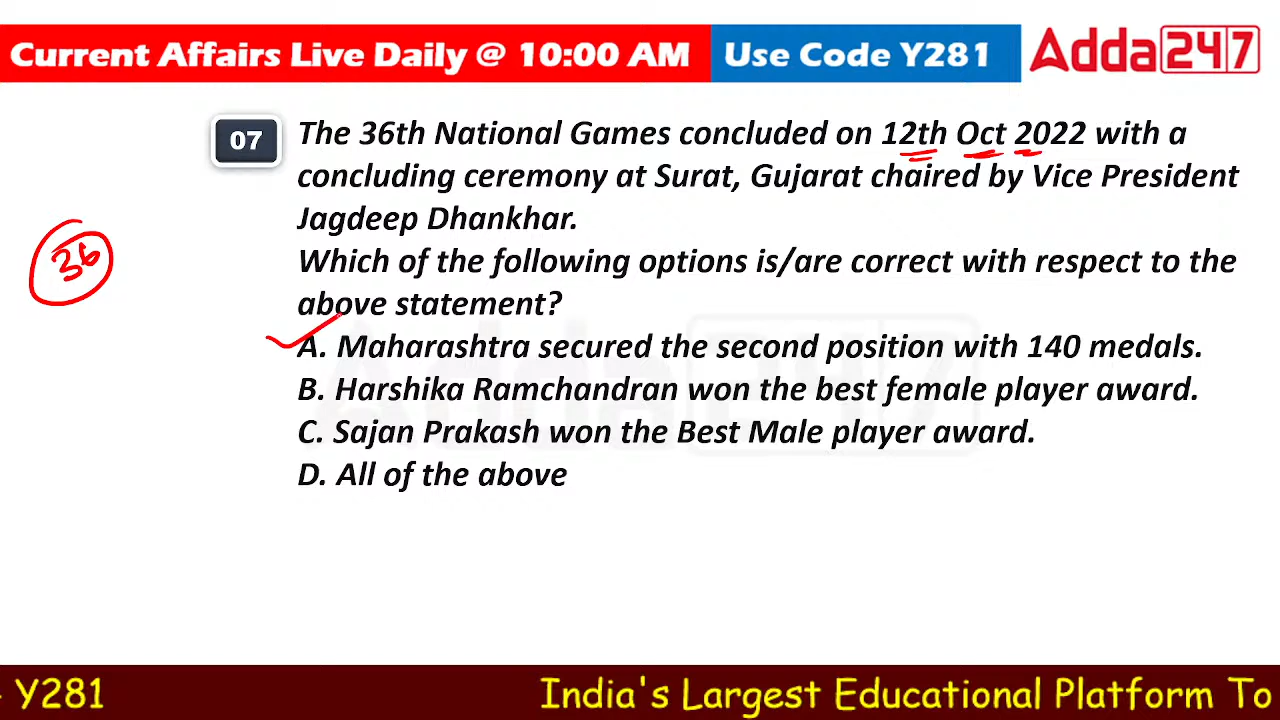 Current Affairs Live Daily @ 10:00 AM
Use Code Y281
Adda247
07
The 36th National Games concluded on 12th Oct 2022 with a
concluding ceremony at Surat, Gujarat chaired by Vice President
Jagdeep Dhankhar.
36
Which of the following options is/are correct with respect to the
above statement?
A. Maharashtra secured the second position with 140 medals.
B. Harshika Ramchandran won the best female player award.
C. Sajan Prakash won the Best Male player award.
D. All of the above
Adda247
Y281
India's Largest Educational Platform To